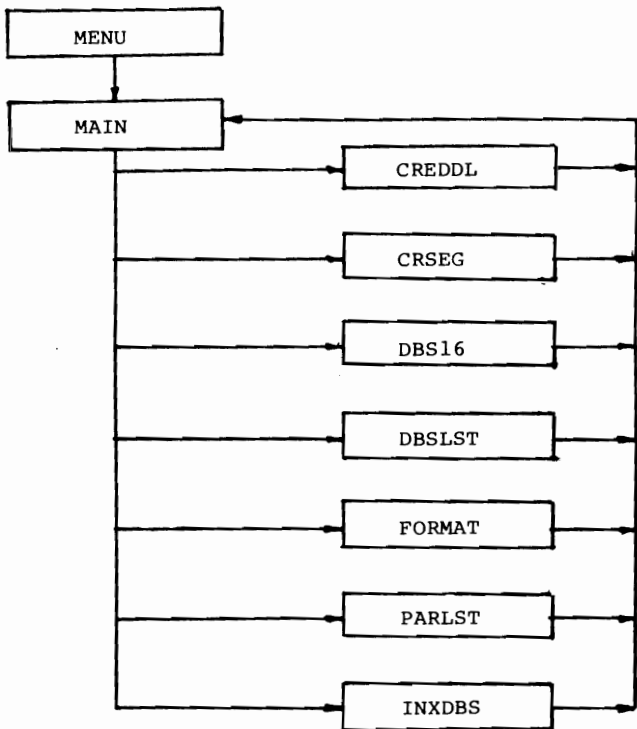 MENU
MAIN
CREDDL
CRSEG
DBS16
DBSLST
FORMAT
PARLST
INXDBS